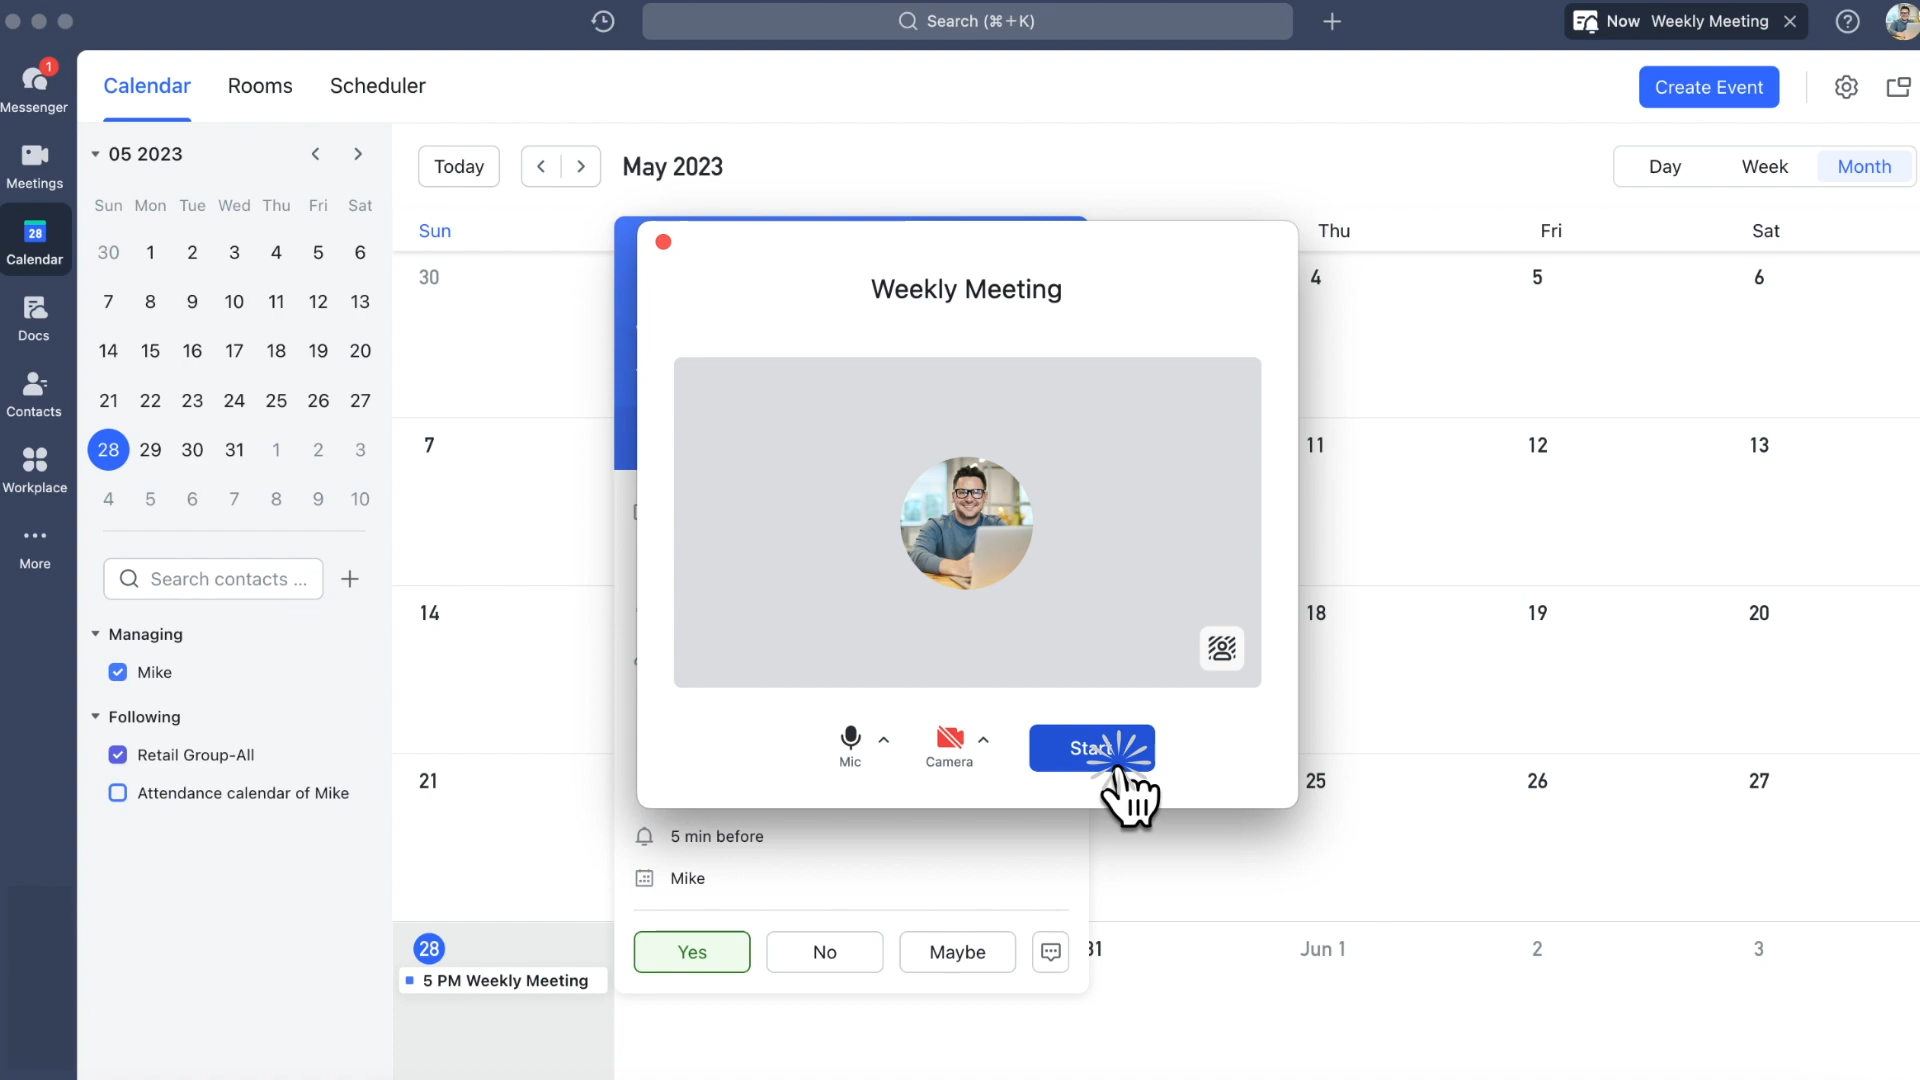 Search (⌘+K)
Now Weekly Meeting
1
Messenger
Meetings
28
Calendar
Docs
Contacts
Workplace
More
Calendar Rooms Scheduler
Create Event
05 2023
Sun Mon Tue Wed Thu Fri Sat
30 1 2 3 4 5 6
7 8 9 10 11 12 13
14 15 16 17 18 19 20
21 22 23 24 25 26 27
28 29 30 31 1 2 3
4 5 6 7 8 9 10
Search contacts ...
Managing
Mike
Following
Retail Group-All
Attendance calendar of Mike
Today
May 2023
Day Week Month
Sun Thu Fri Sat
30 4 5 6
7 11 12 13
14 18 19 20
21 25 26 27
28 31 Jun 1 2 3
5 PM Weekly Meeting
Weekly Meeting
Mic
Camera
Start
5 min before
Mike
Yes No Maybe